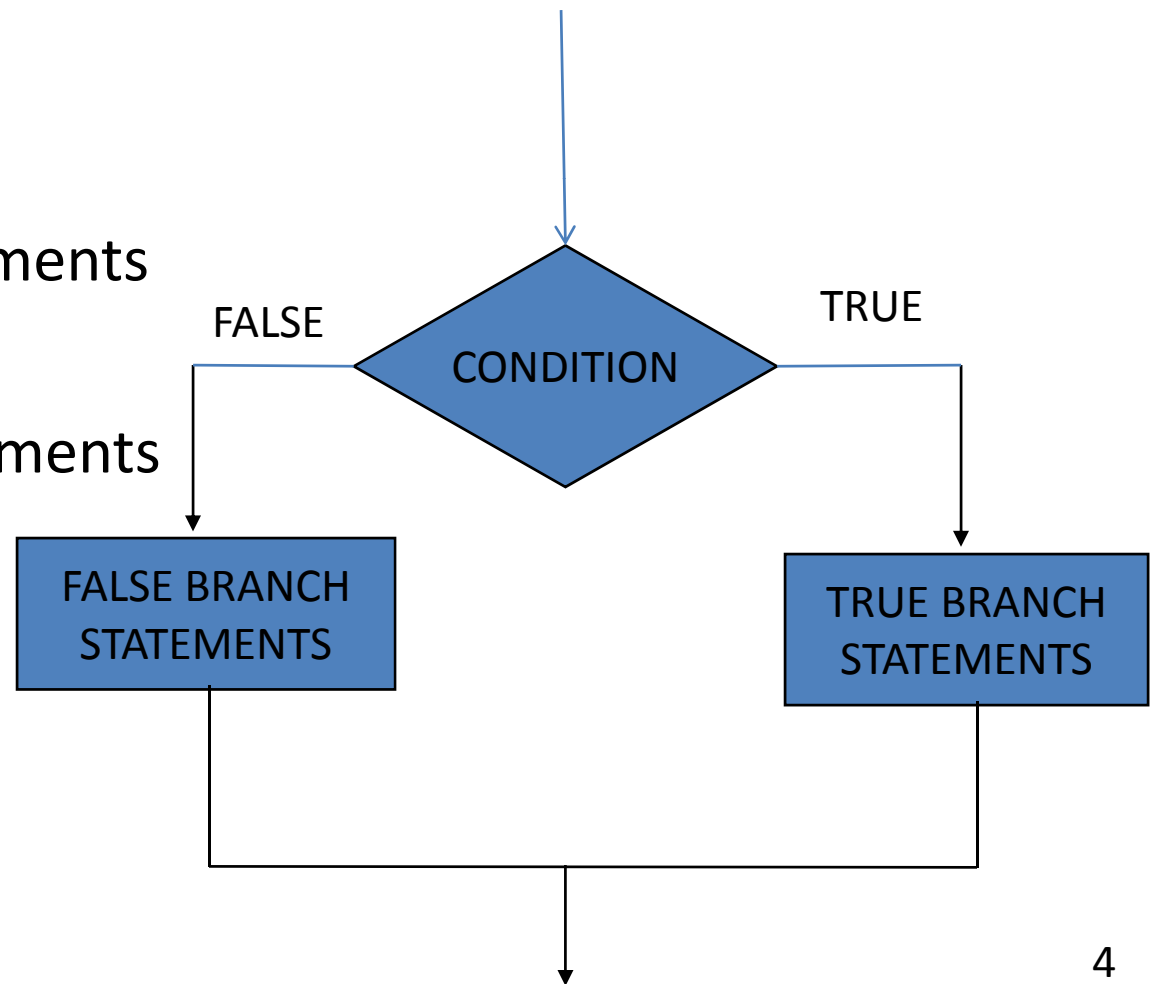 ments
FALSE
TRUE
CONDITION
ments
FALSE BRANCH
STATEMENTS
TRUE BRANCH
STATEMENTS
4